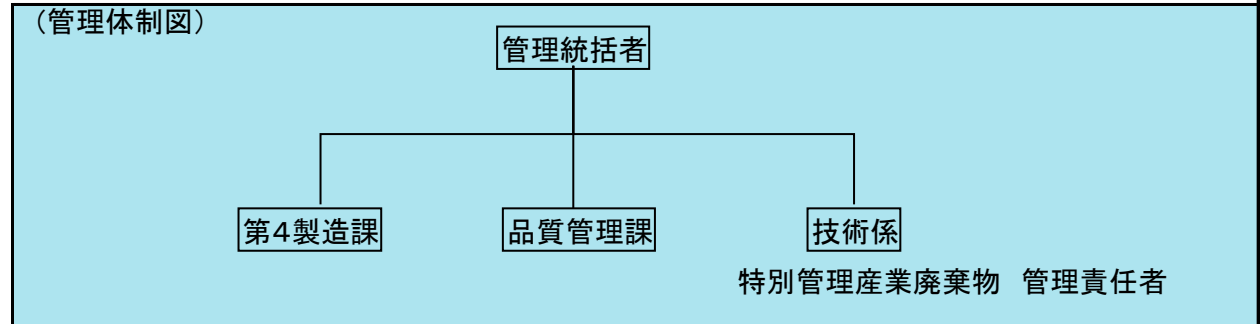 （管理体制図）
管理統括者
第４製造課　品質管理課　技術係
特別管理産業廃棄物　管理責任者